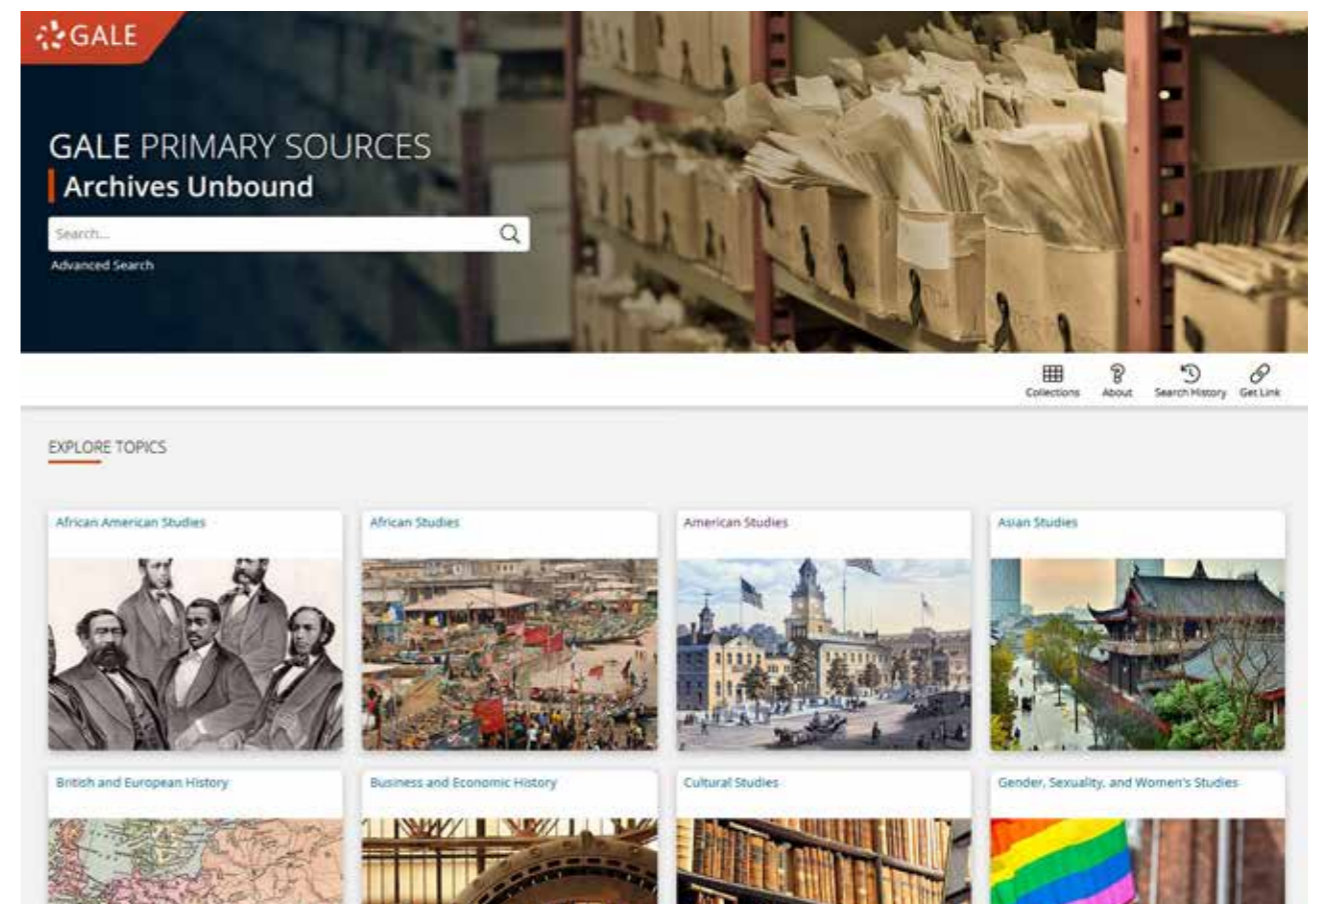 GALE
GALE PRIMARY SOURCES
Archives Unbound
Search...
Advanced Search
Collections
About
Search History
Get Link
EXPLORE TOPICS
African American Studies
African Studies
American Studies
Asian Studies
British and European History
Business and Economic History
Cultural Studies
Gender, Sexuality, and Women's Studies